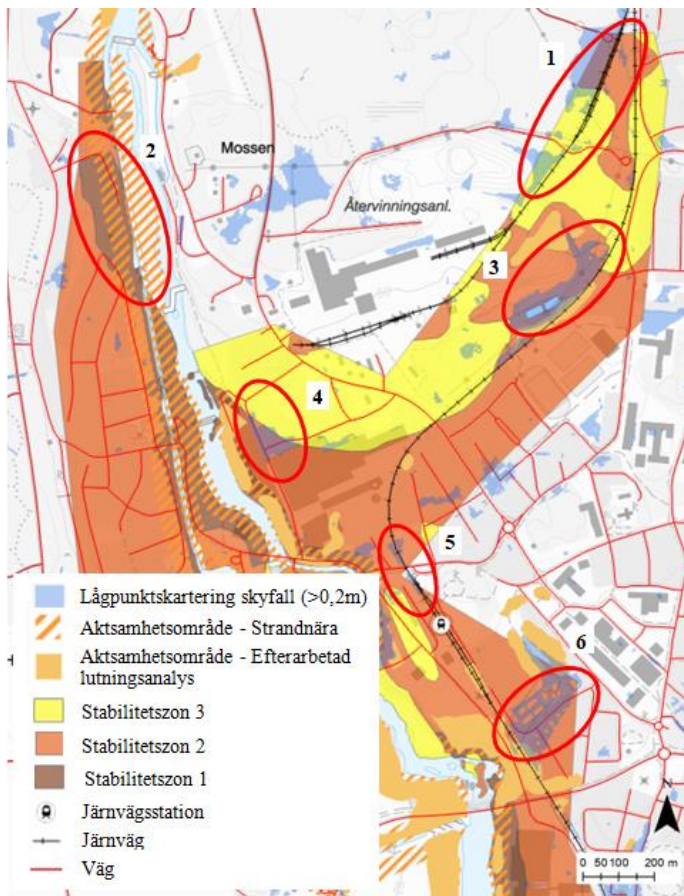 1
2
Mossen
Återvinningsanl.
3
4
5
6
Lågpunktskartering skyfall (>0,2m)
Aktsamhetsområde - Strandnära
Aktsamhetsområde - Efterarbetad
lutningsanalys
Stabilitetszon 3
Stabilitetszon 2
Stabilitetszon 1
Järnvägsstation
Järnväg
Väg
N
0 50 100 200 m